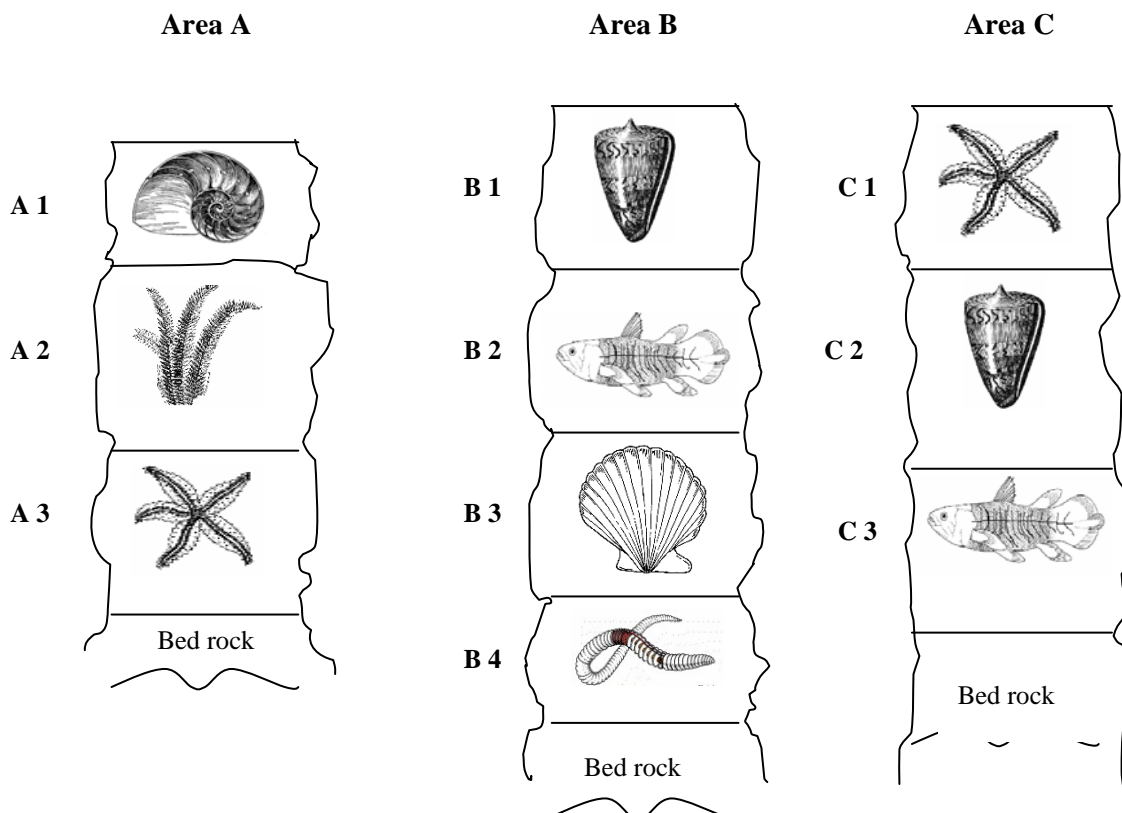 Area A
Area B
Area C
A 1
A 2
A 3
Bed rock
B 1
B 2
B 3
B 4
Bed rock
C 1
C 2
C 3
Bed rock